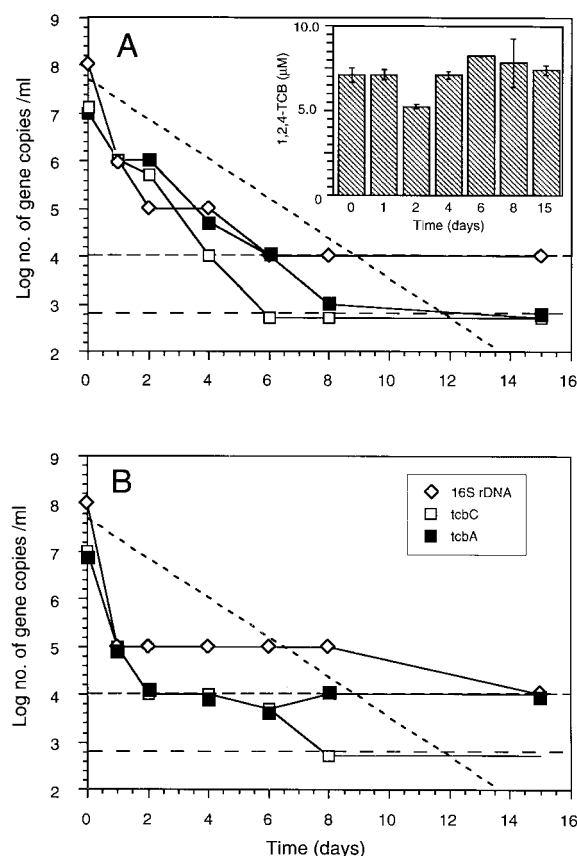 A
Log no. of gene copies /ml
9
8
7
6
5
4
3
2
0 2 4 6 8 10 12 14 16
1,2,4-TCB (µM)
10.0
5.0
0
0 1 2 4 6 8 15
Time (days)
B
Log no. of gene copies /ml
9
8
7
6
5
4
3
2
16S rDNA
tcbC
tcbA
0 2 4 6 8 10 12 14 16
Time (days)